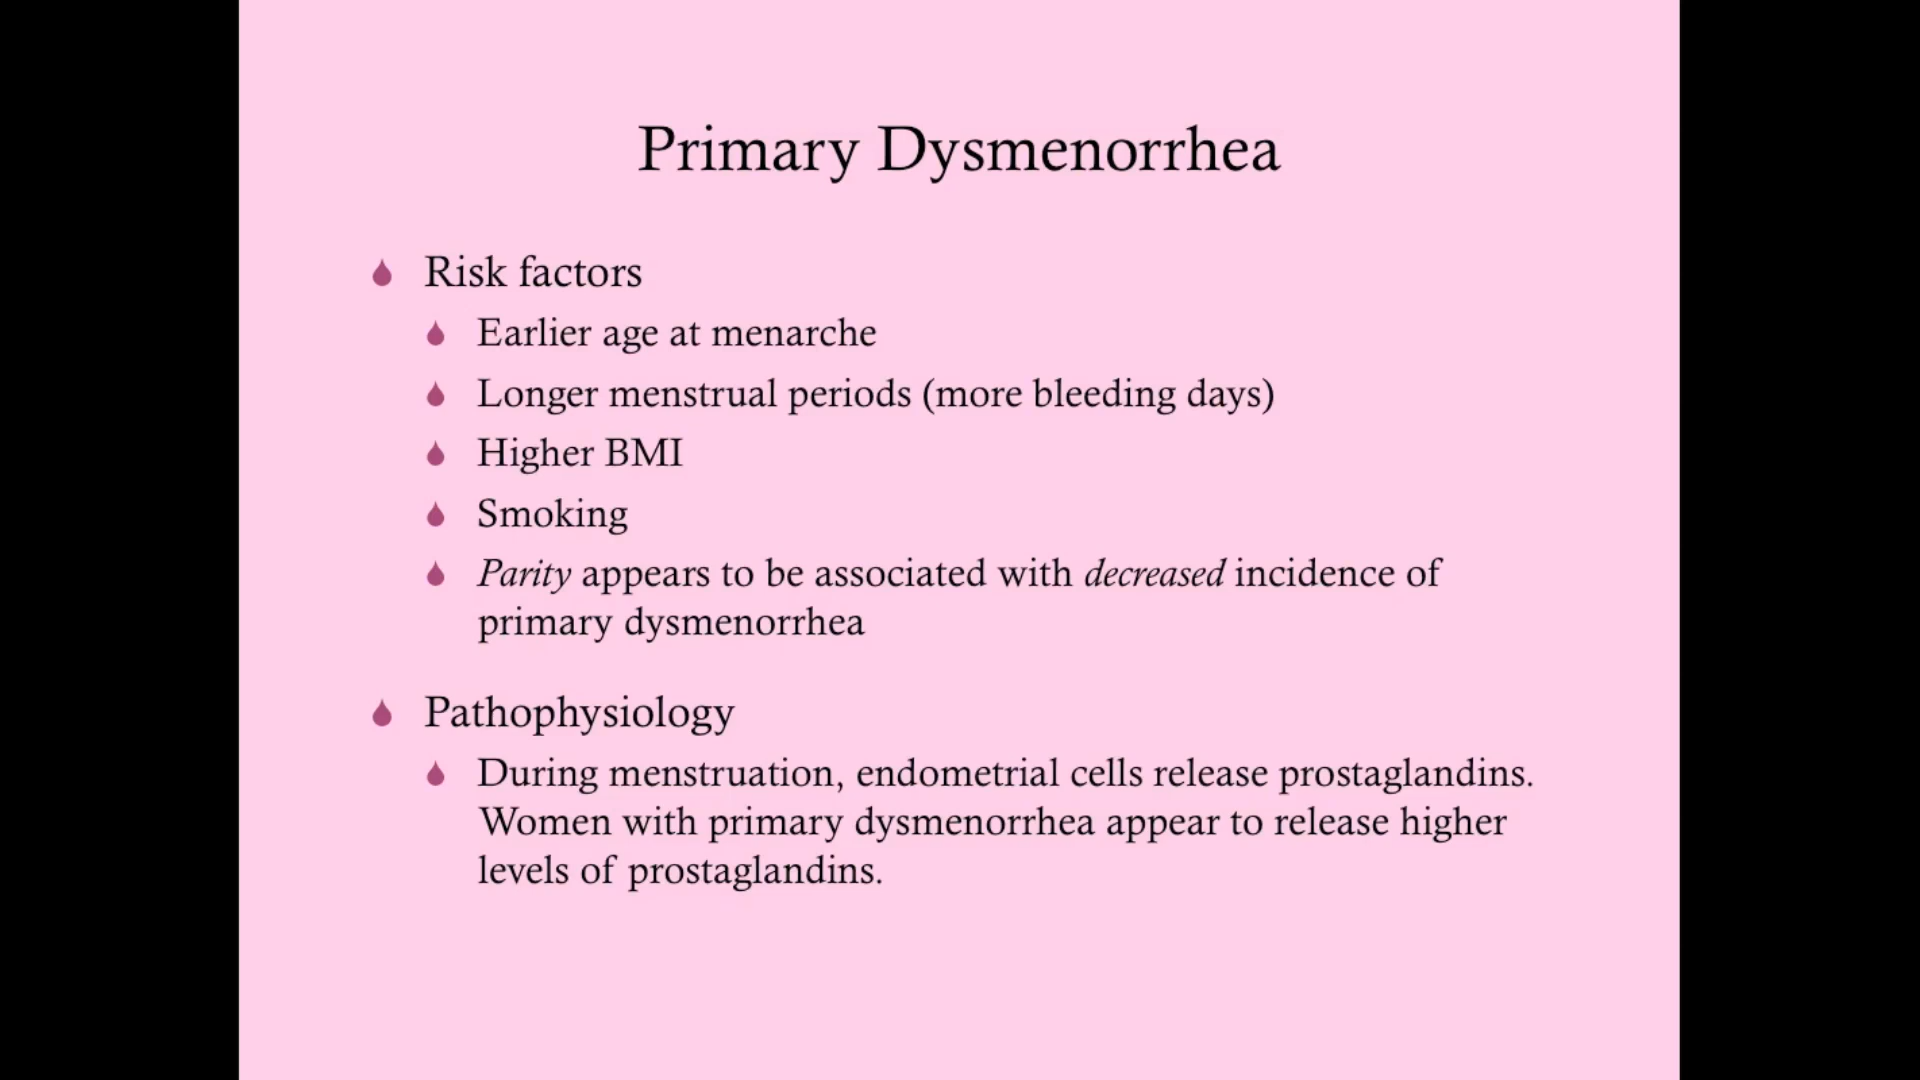 Primary Dysmenorrhea
Risk factors
Earlier age at menarche
Longer menstrual periods (more bleeding days)
Higher BMI
Smoking
Parity appears to be associated with decreased incidence of
primary dysmenorrhea
Pathophysiology
During menstruation, endometrial cells release prostaglandins.
Women with primary dysmenorrhea appear to release higher
levels of prostaglandins.